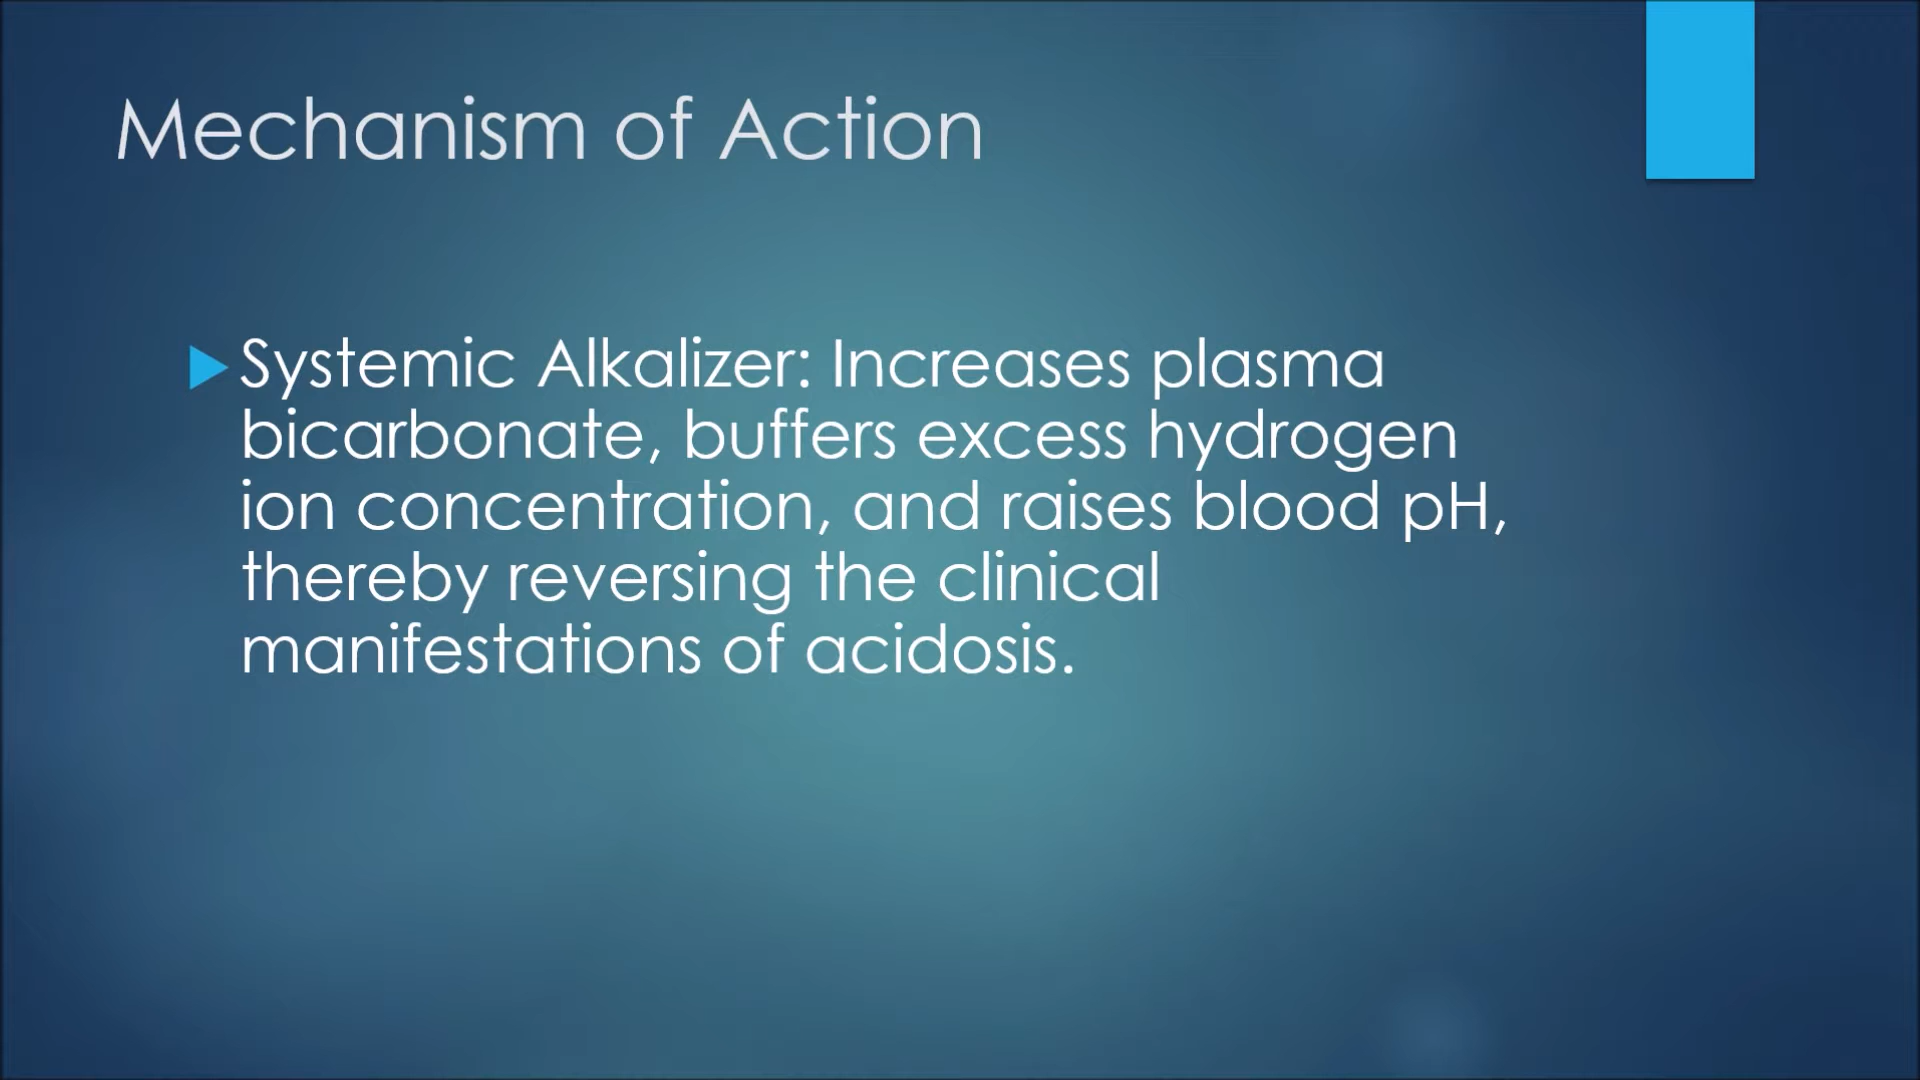 Mechanism of Action
Systemic Alkalizer: Increases plasma
bicarbonate, buffers excess hydrogen
ion concentration, and raises blood pH,
thereby reversing the clinical
manifestations of acidosis.